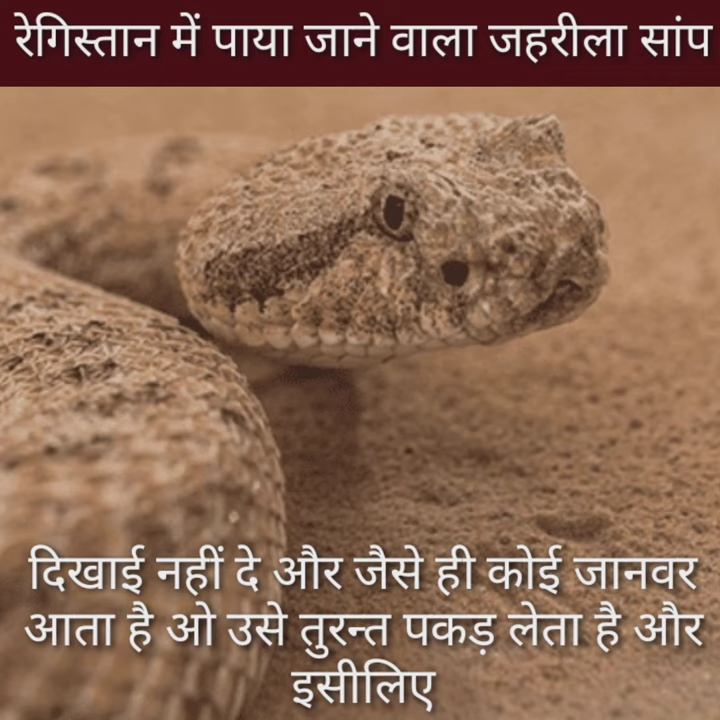 रेगिस्तान में पाया जाने वाला जहरीला सांप
दिखाई नहीं दे और जैसे ही कोई जानवर
आता है ओ उसे तुरन्त पकड़ लेता है और
इसीलिए